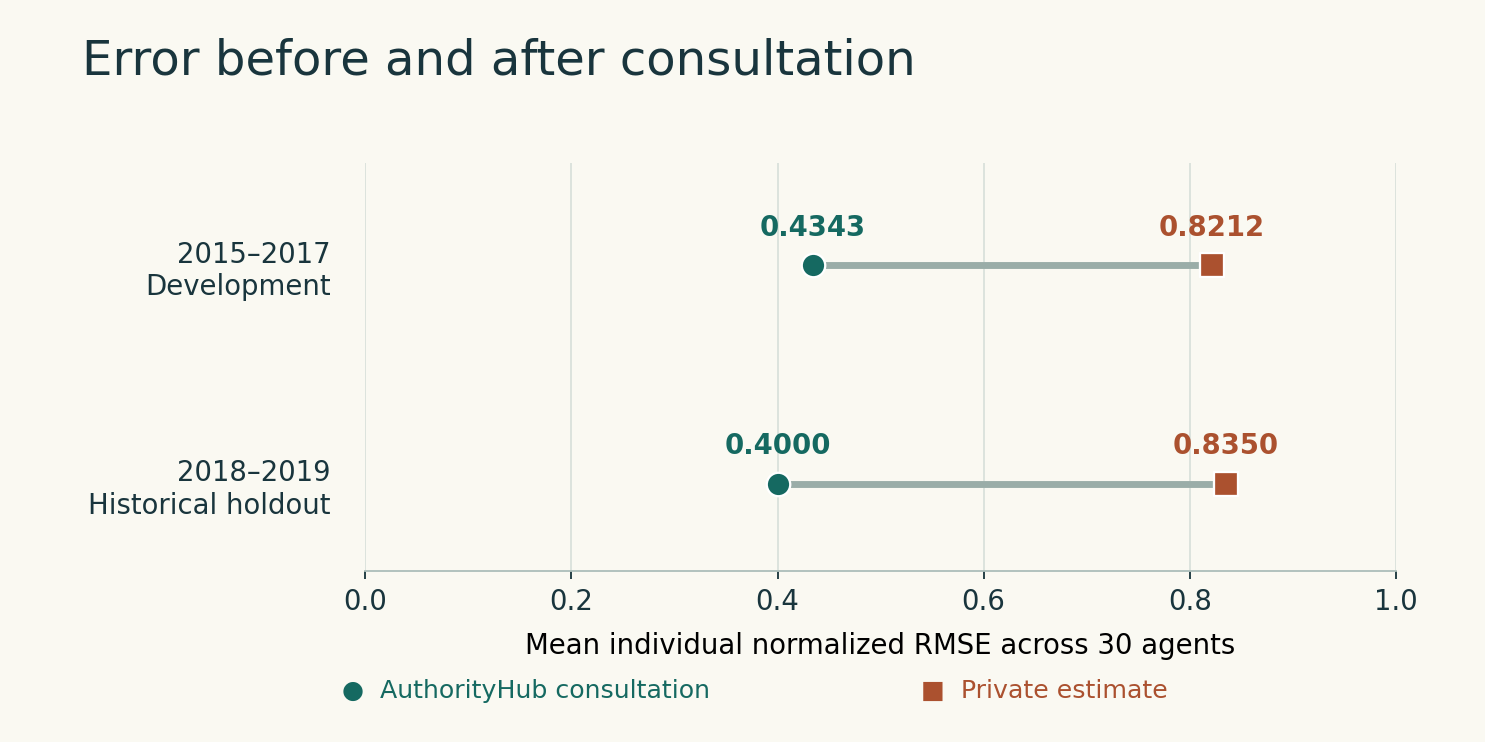 Error before and after consultation
0.4343
0.8212
2015–2017
Development
0.4000
0.8350
2018–2019
Historical holdout
0.0
0.2
0.4
0.6
0.8
1.0
Mean individual normalized RMSE across 30 agents
AuthorityHub consultation
Private estimate